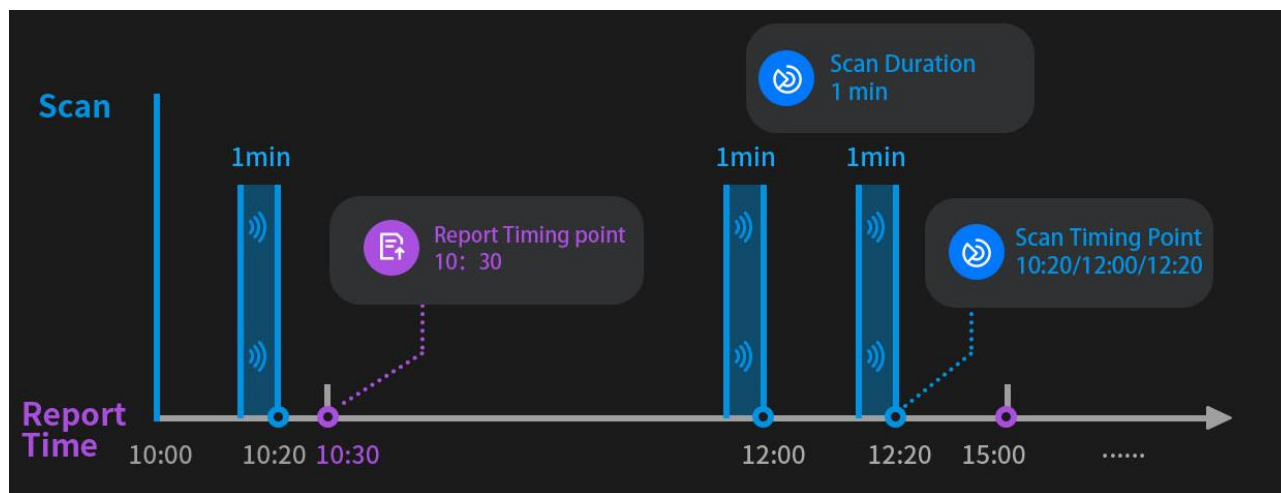 Scan Duration
1 min
Scan
1min
1min
1min
Report Timing point
10：30
Scan Timing Point
10:20/12:00/12:20
Report
Time
10:00
10:20
10:30
12:00
12:20
15:00
······